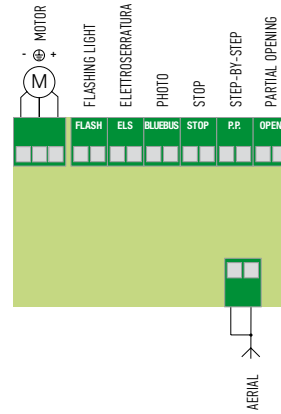 MOTOR
- +
M
FLASHING LIGHT
ELETTROSERRATURA
PHOTO
STOP
STEP-BY-STEP
PARTIAL OPENING
FLASH
ELS
BLUEBUS
STOP
P.P.
OPEN
AERIAL